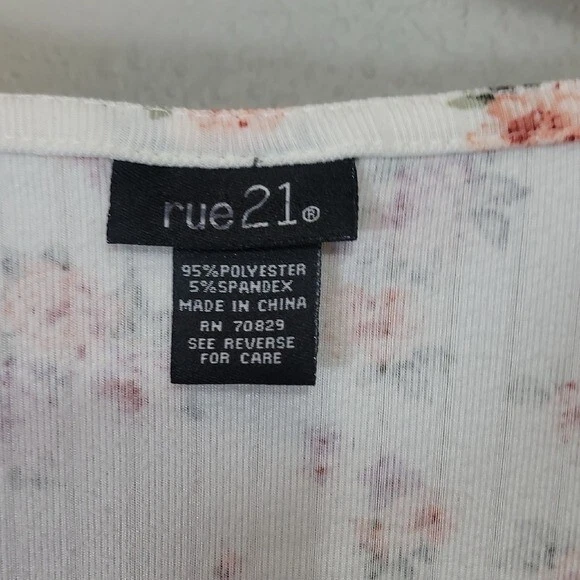 rue21®
95%POLYESTER
5%SPANDEX
MADE IN CHINA
RN 70829
SEE REVERSE
FOR CARE